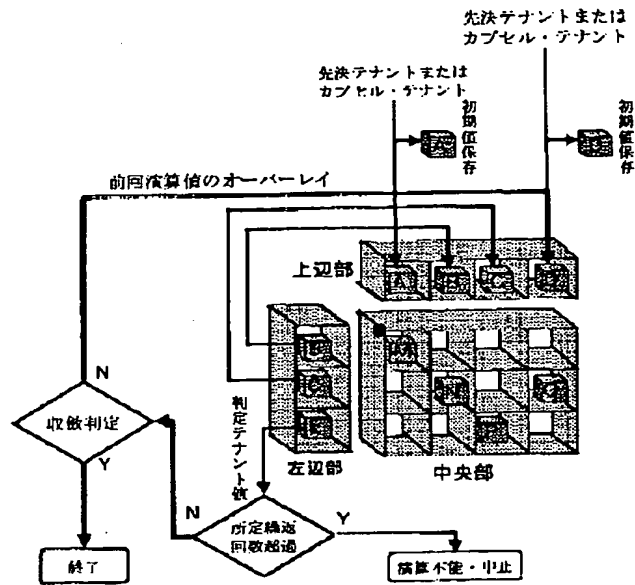 先決テナントまたは
カプセル・テナント
先決テナントまたは
カプセル・テナント
初期値保存
初期値保存
前回演算値のオーバーレイ
上辺部
A
B
C
左辺部
中央部
判定テナント値
N
収斂判定
Y
N
所定繰返
回数超過
Y
終了
演算不能・中止